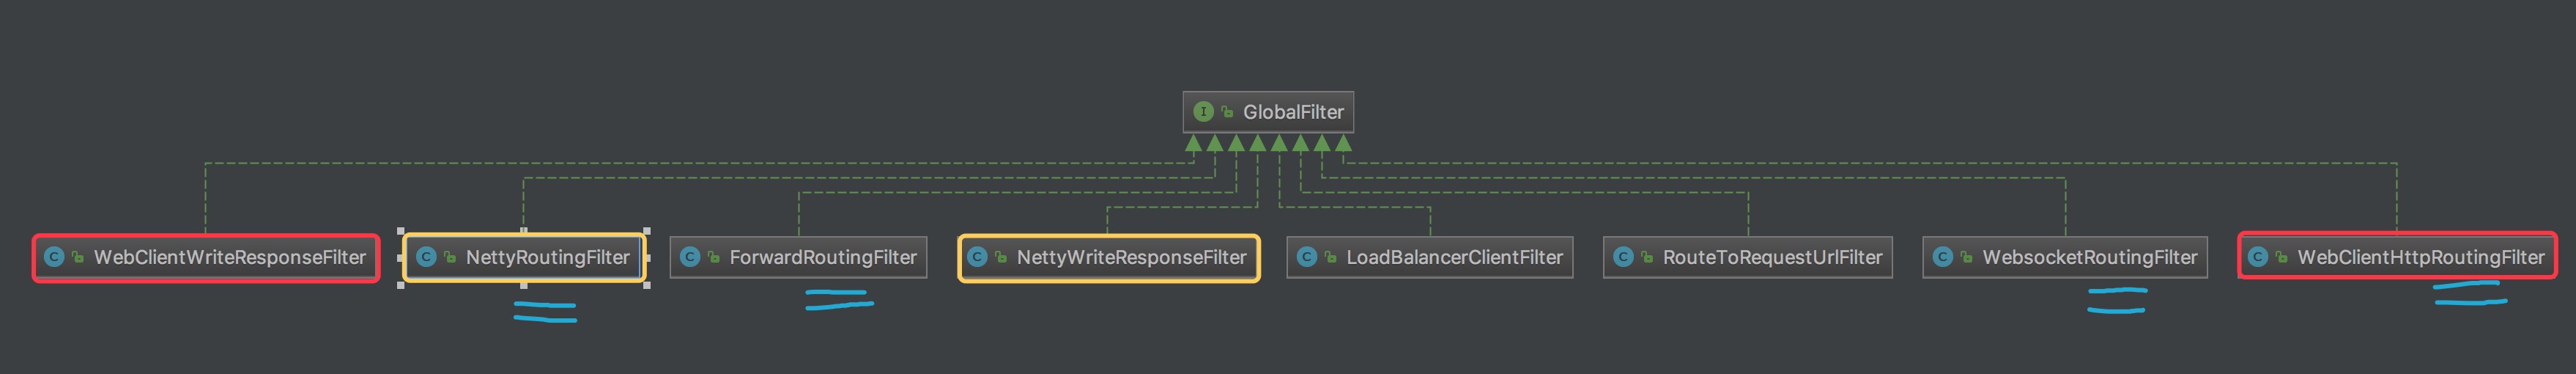 GlobalFilter
WebClientWriteResponseFilter
NettyRoutingFilter
ForwardRoutingFilter
NettyWriteResponseFilter
LoadBalancerClientFilter
RouteToRequestUrlFilter
WebsocketRoutingFilter
WebClientHttpRoutingFilter